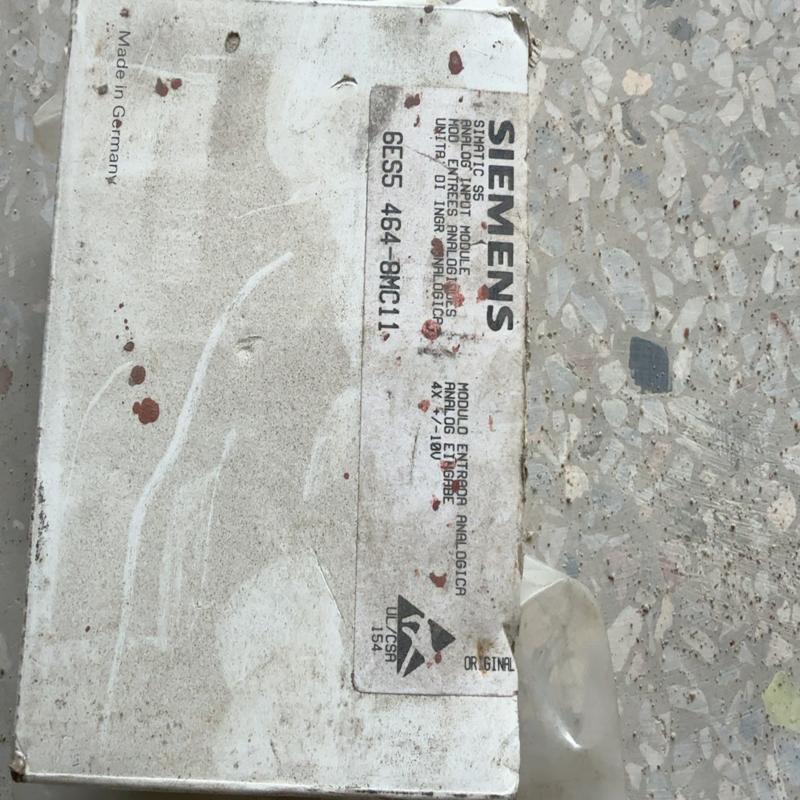 SIEMENS
SIMATIC S5
ANALOG INPUT MODULE
MOD ENTREES ANALOGIQUES
UNITA' DI INGR ANALOGICA
6ES5 464-8MC11
MODULO ENTRADA ANALOGICA
ANALOG EINGABE
4X +/-10V
UL/CSA
154
ORIGINAL
Made in Germany